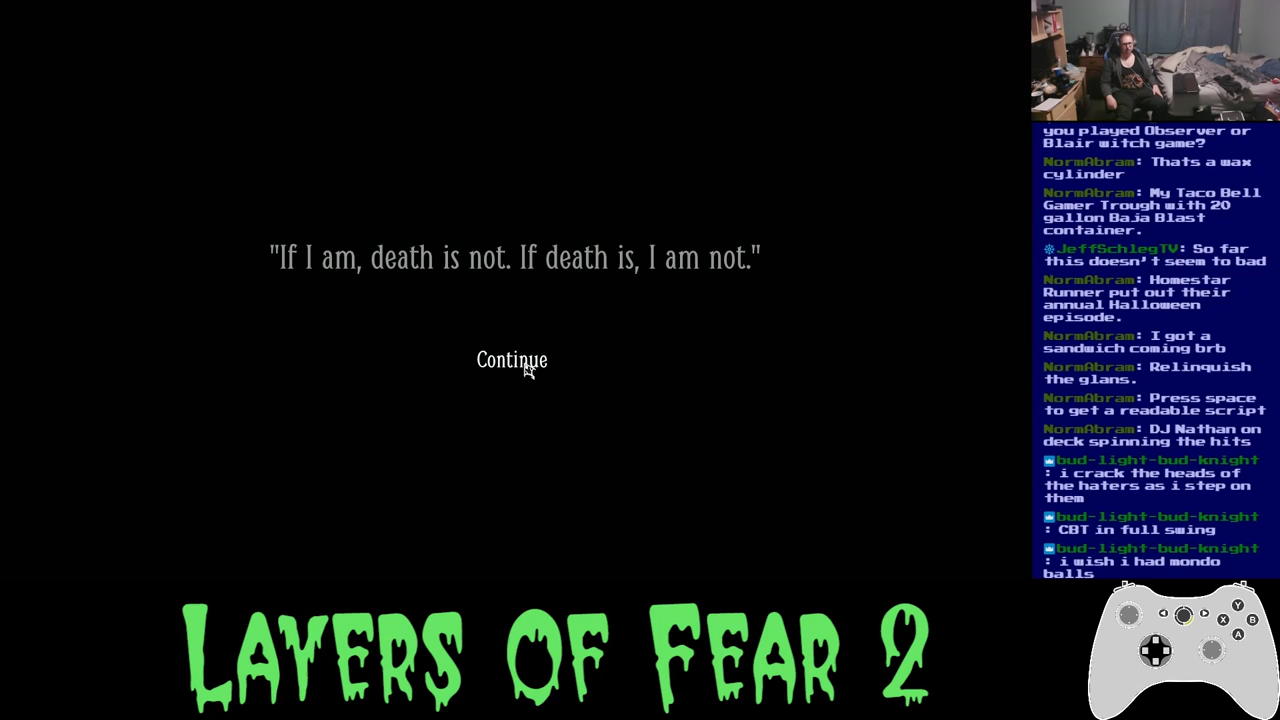 "If I am, death is not. If death is, I am not."
Continue
you played Observer or
Blair witch game?
NormAbram: Thats a wax
cylinder
NormAbram: My Taco Bell
Gamer Trough with 20
gallon Baja Blast
container.
JeffSchlegTV: So far
this doesn't seem to bad
NormAbram: Homestar
Runner put out their
annual Halloween
episode.
NormAbram: I got a
sandwich coming brb
NormAbram: Relinquish
the glans.
NormAbram: Press space
to get a readable script
NormAbram: DJ Nathan on
deck spinning the hits
bud-light-bud-knight
: i crack the heads of
the haters as i step on
them
bud-light-bud-knight
: CBT in full swing
bud-light-bud-knight
: i wish i had mondo
balls
LAYERS OF FEAR 2
Y
X
B
A